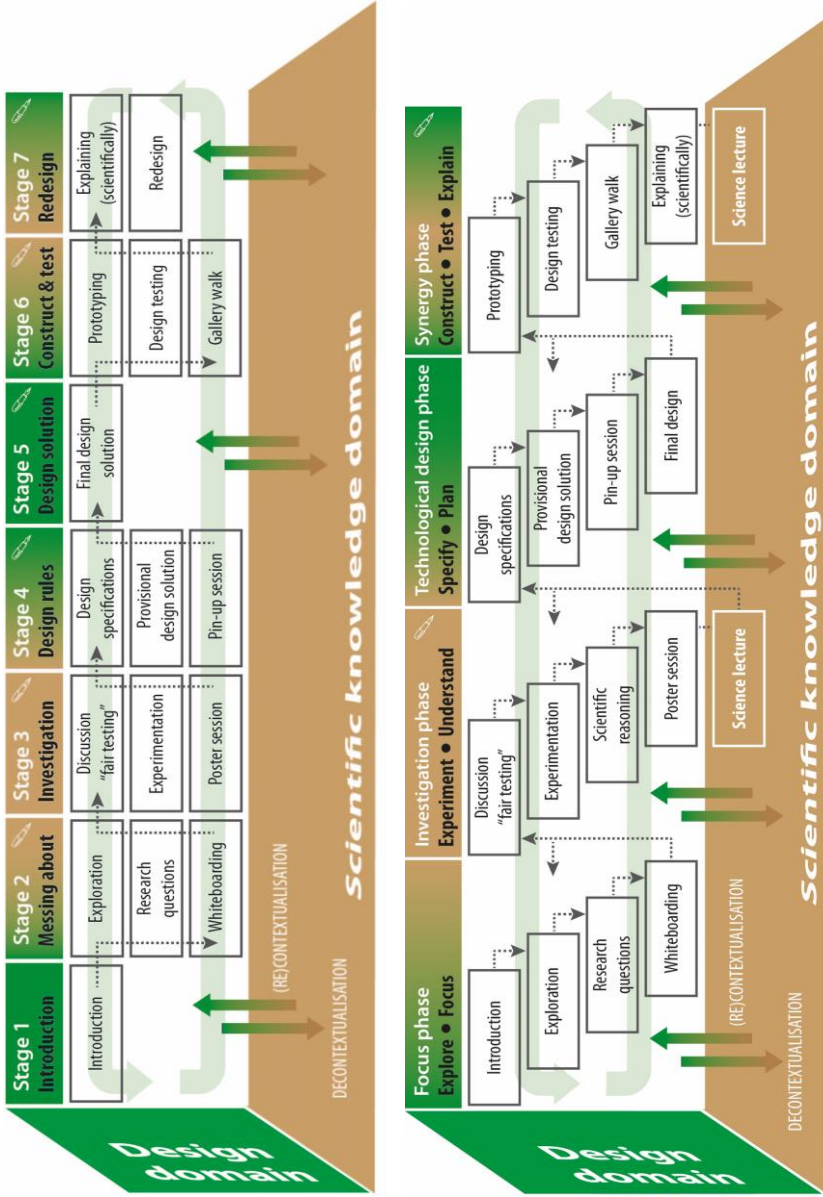 Stage 1
Introduction
Stage 2
Messing about
Stage 3
Investigation
Stage 4
Design rules
Stage 5
Design solution
Stage 6
Construct & test
Stage 7
Redesign
Introduction
Exploration
Research
questions
Whiteboarding
Discussion
"fair testing"
Experimentation
Poster session
Design
specifications
Provisional
design solution
Pin-up session
Final design
solution
Prototyping
Design testing
Gallery walk
Explaining
(scientifically)
Redesign
Design
domain
(RE)CONTEXTUALISATION
DECONTEXTUALISATION
Scientific knowledge domain
Focus phase
Explore • Focus
Investigation phase
Experiment • Understand
Technological design phase
Specify • Plan
Synergy phase
Construct • Test • Explain
Introduction
Exploration
Research
questions
Whiteboarding
Discussion
"fair testing"
Experimentation
Scientific
reasoning
Poster session
Science lecture
Design
specifications
Provisional
design solution
Pin-up session
Final design
Prototyping
Design testing
Gallery walk
Explaining
(scientifically)
Science lecture
Design
domain
(RE)CONTEXTUALISATION
DECONTEXTUALISATION
Scientific knowledge domain